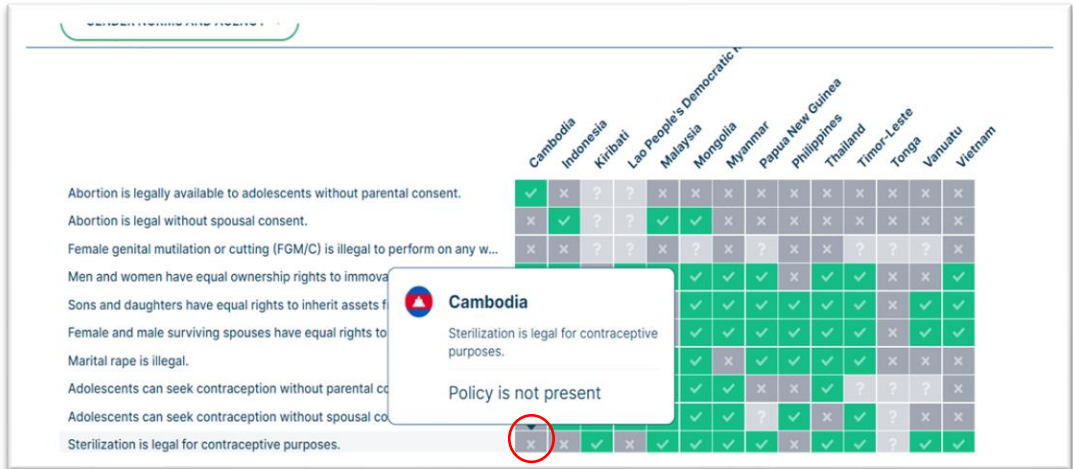 GENDER NORMS AND AGENCY
Cambodia
Indonesia
Kiribati
Lao People's Democratic
Malaysia
Mongolia
Myanmar
Papua New Guinea
Philippines
Thailand
Timor-Leste
Tonga
Vanuatu
Vietnam
Abortion is legally available to adolescents without parental consent.
Abortion is legal without spousal consent.
Female genital mutilation or cutting (FGM/C) is illegal to perform on any w...
Men and women have equal ownership rights to immova
Sons and daughters have equal rights to inherit assets f
Female and male surviving spouses have equal rights to
Marital rape is illegal.
Adolescents can seek contraception without parental co
Adolescents can seek contraception without spousal co
Sterilization is legal for contraceptive purposes.
Cambodia
Sterilization is legal for contraceptive
purposes.
Policy is not present